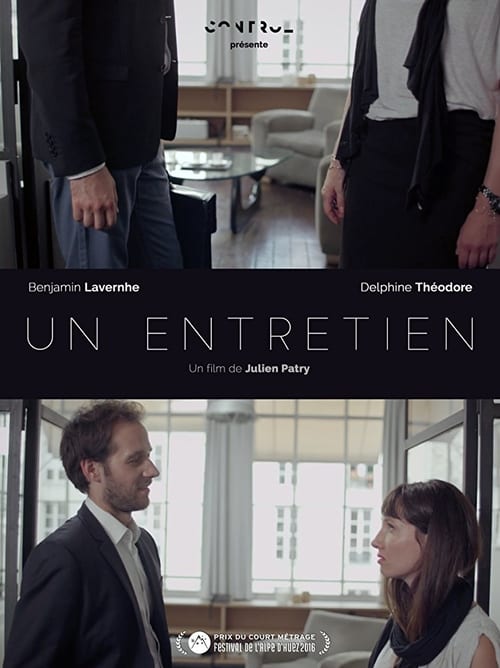 CONTROL
présente
Benjamin Lavernhe
Delphine Théodore
UN ENTRETIEN
Un film de Julien Patry
PRIX DU COURT MÉTRAGE
FESTIVAL DE L'ALPE D'HUEZ 2016